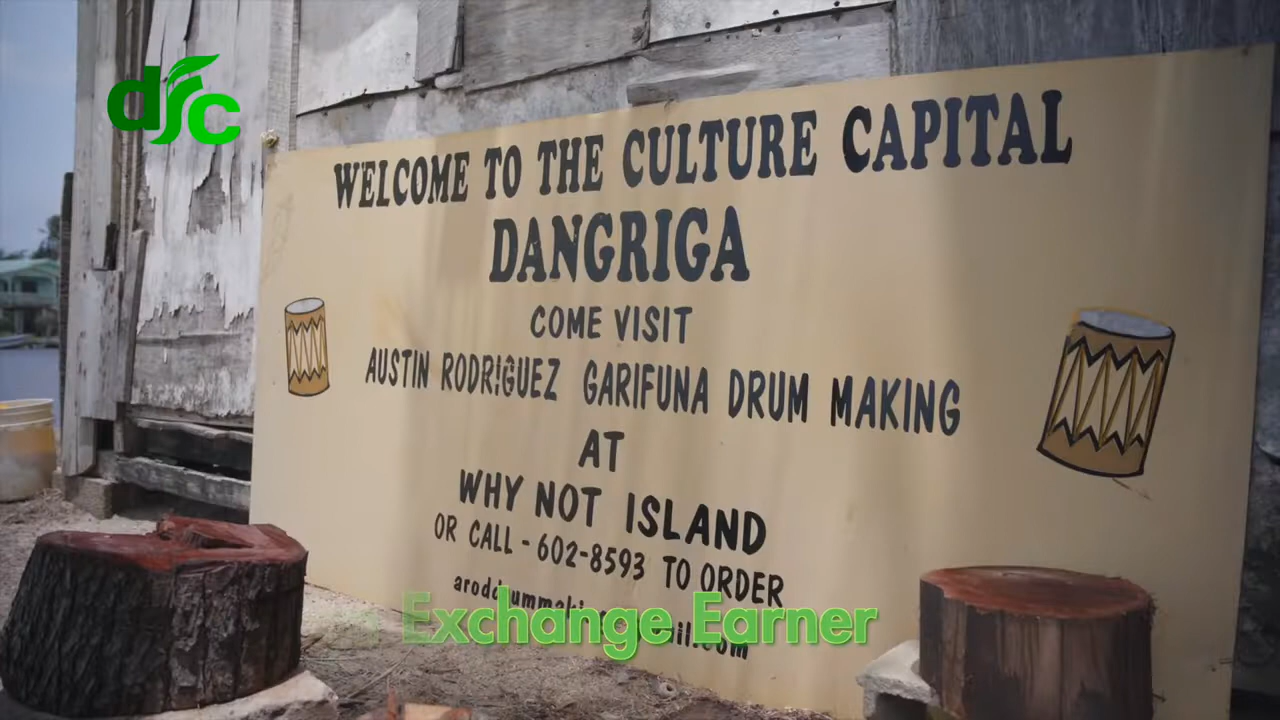 dfc
WELCOME TO THE CULTURE CAPITAL
DANGRIGA
COME VISIT
AUSTIN RODRIGUEZ GARIFUNA DRUM MAKING
AT
WHY NOT ISLAND
OR CALL - 602-8593 TO ORDER
Exchange Earner